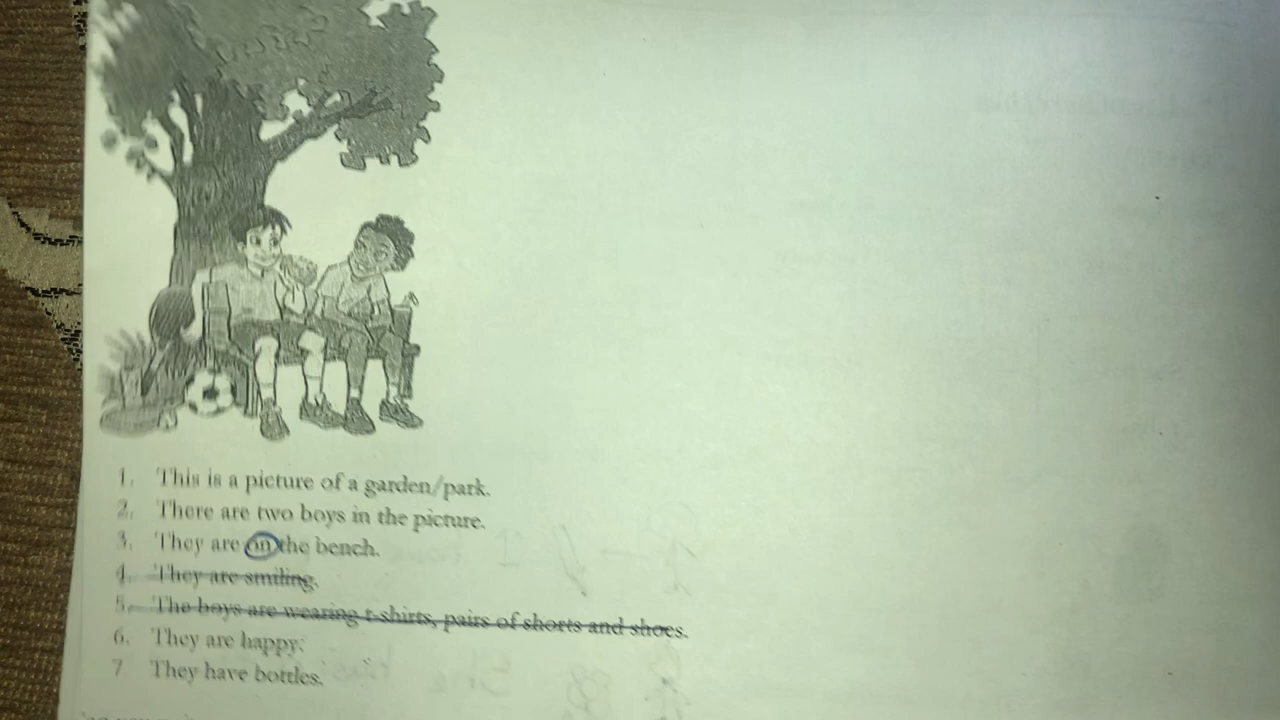 1. This is a picture of a garden/park.
2. There are two boys in the picture.
3. They are on the bench.
4. They are smiling.
5. The boys are wearing t-shirts, pairs of shorts and shoes.
6. They are happy.
7 They have bottles.